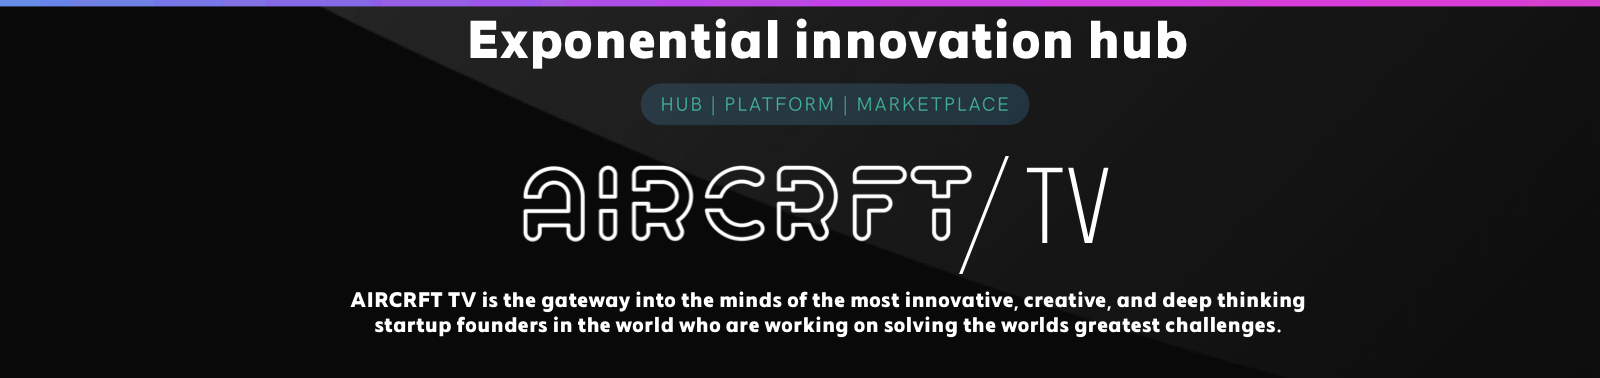 Exponential innovation hub
HUB | PLATFORM | MARKETPLACE
AIRCRFT/TV
AIRCRFT TV is the gateway into the minds of the most innovative, creative, and deep thinking
startup founders in the world who are working on solving the worlds greatest challenges.